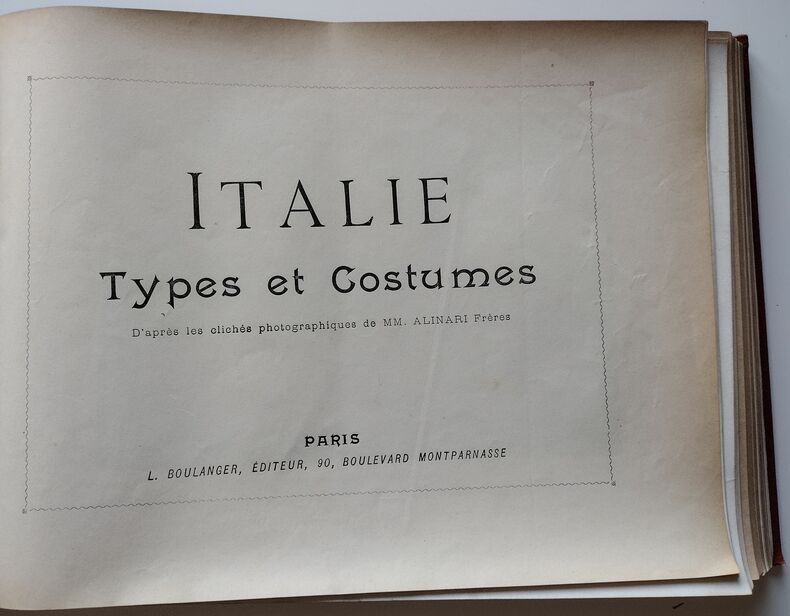 ITALIE
Types et Costumes
D'après les clichés photographiques de MM. ALINARI Frères
PARIS
L. BOULANGER, ÉDITEUR, 90, BOULEVARD MONTPARNASSE